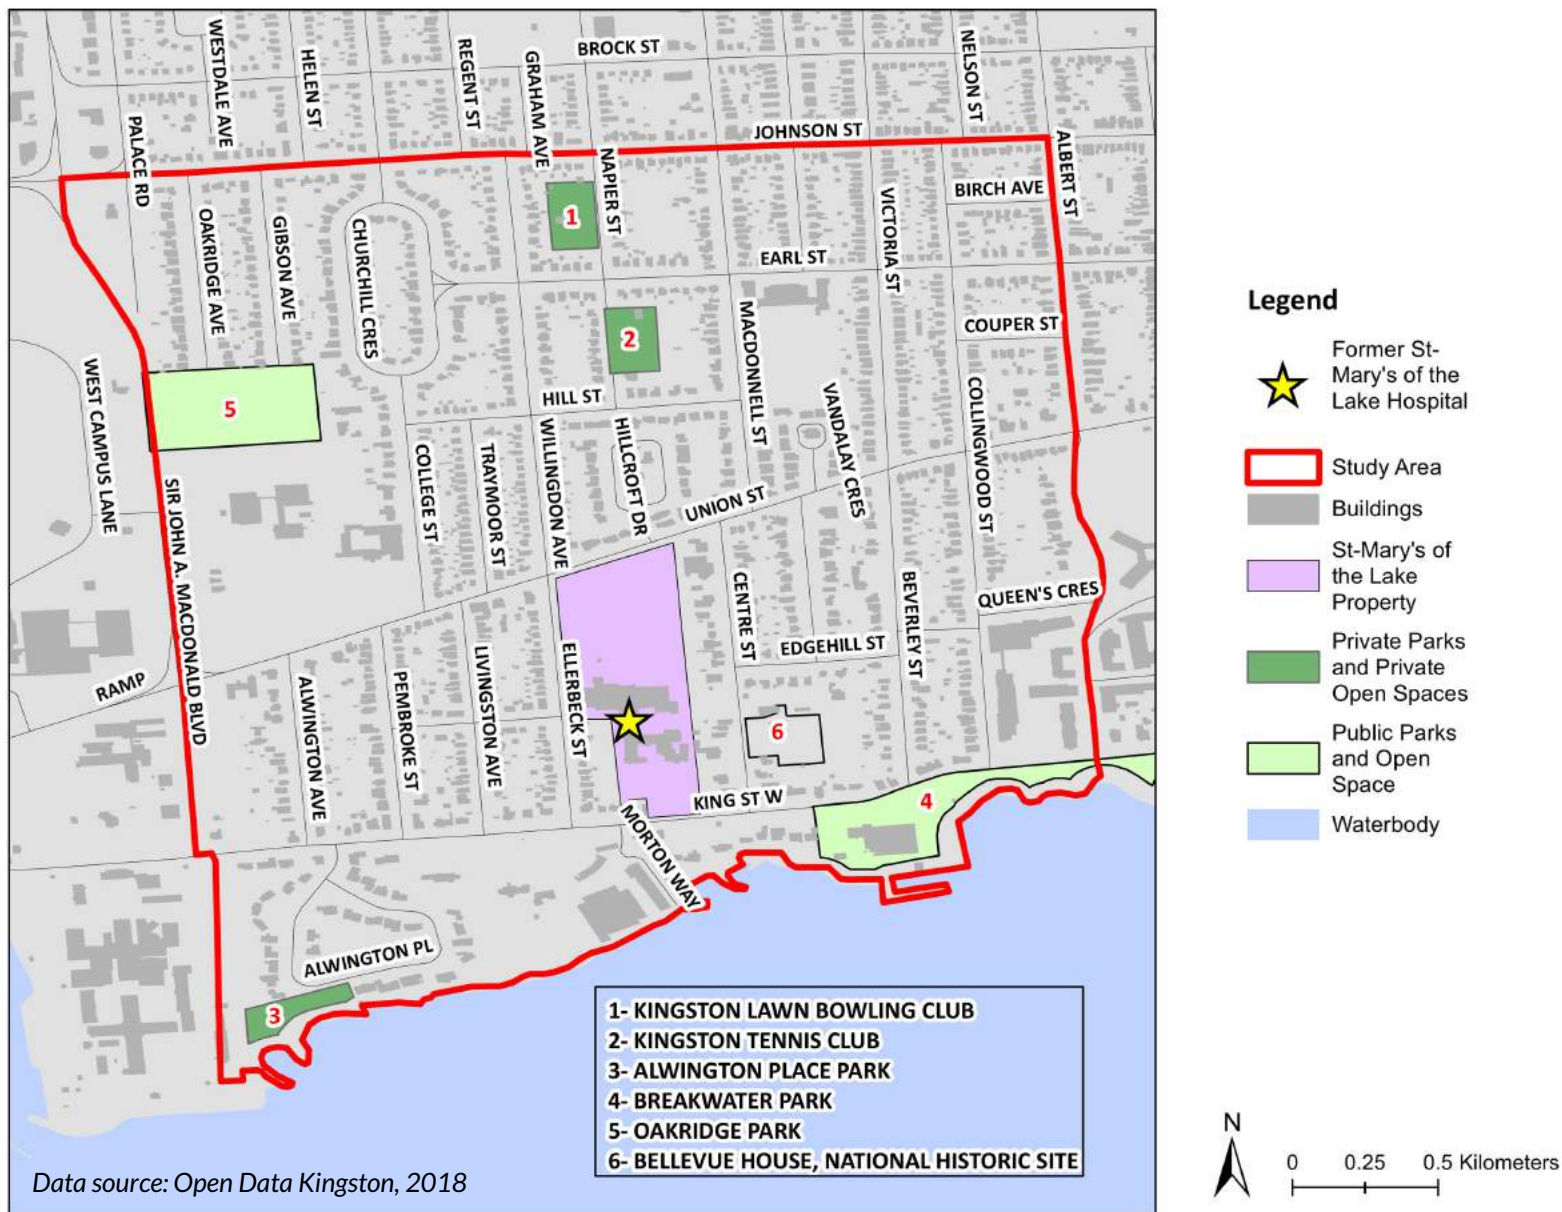 BROCK ST
WESTDALE AVE
HELEN ST
REGENT ST
GRAHAM AVE
NELSON ST
JOHNSON ST
PALACE RD
NAPIER ST
ALBERT ST
BIRCH AVE
OAKRIDGE AVE
GIBSON AVE
CHURCHILL CRES
1
VICTORIA ST
EARL ST
2
MACDONNELL ST
COUPER ST
WEST CAMPUS LANE
5
HILL ST
WILLINGDON AVE
HILLCROFT DR
VANDALAY CRES
COLLINGWOOD ST
COLLEGE ST
TRAYMOOR ST
UNION ST
SIR JOHN A. MACDONALD BLVD
CENTRE ST
BEVERLEY ST
QUEEN'S CRES
EDGEHILL ST
RAMP
ALWINGTON AVE
PEMBROKE ST
LIVINGSTON AVE
ELLERBECK ST
6
KING ST W
4
MORTON WAY
ALWINGTON PL
3
1- KINGSTON LAWN BOWLING CLUB
2- KINGSTON TENNIS CLUB
3- ALWINGTON PLACE PARK
4- BREAKWATER PARK
5- OAKRIDGE PARK
6- BELLEVUE HOUSE, NATIONAL HISTORIC SITE
Data source: Open Data Kingston, 2018
Legend
Former St-
Mary's of the
Lake Hospital
Study Area
Buildings
St-Mary's of
the Lake
Property
Private Parks
and Private
Open Spaces
Public Parks
and Open
Space
Waterbody
N
0 0.25 0.5 Kilometers